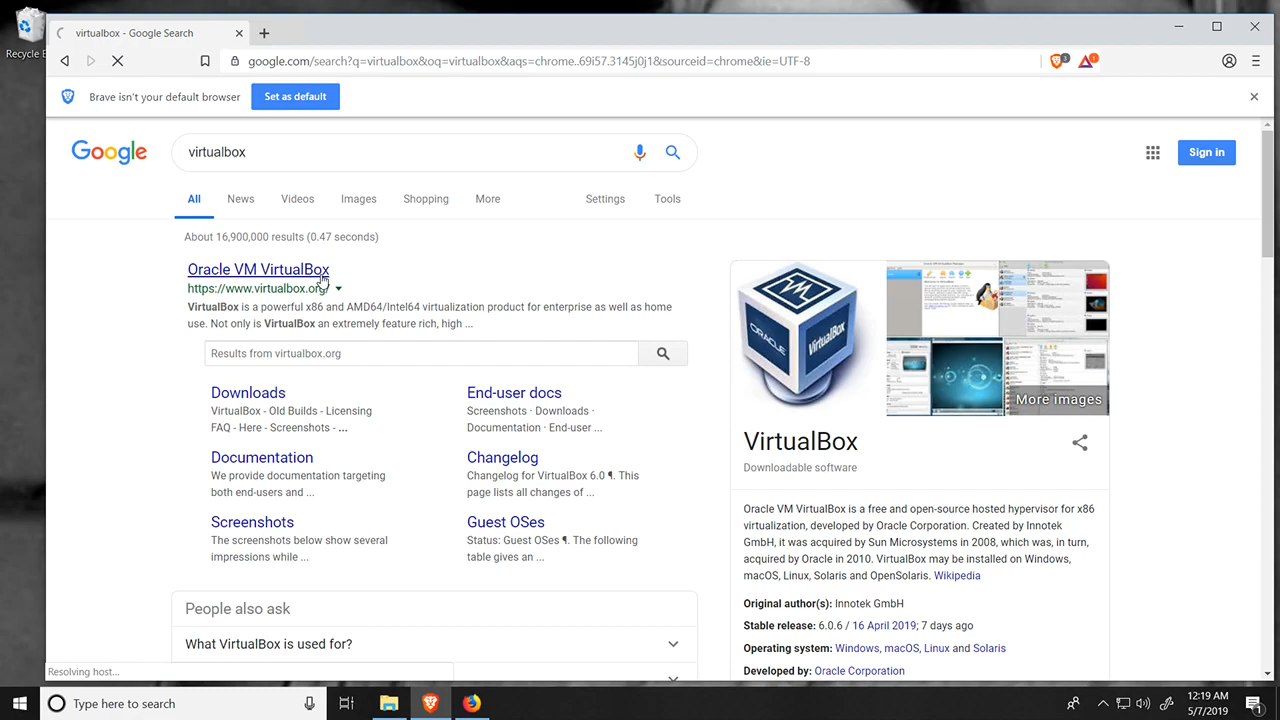 Recycle B
virtualbox - Google Search
google.com/search?q=virtualbox&oq=virtualbox&aqs=chrome..69i57.3145j0j1&sourceid=chrome&ie=UTF-8
3
1
Brave isn't your default browser
Set as default
Google
virtualbox
Sign in
All
News
Videos
Images
Shopping
More
Settings
Tools
About 16,900,000 results (0.47 seconds)
Oracle VM VirtualBox
https://www.virtualbox.org/
VirtualBox is a powerful x86 and AMD64/Intel64 virtualization product for enterprise as well as home
use. Not only is VirtualBox an extremely feature rich, high ...
Results from virtualbox.org
Downloads
VirtualBox - Old Builds - Licensing
FAQ - Here - Screenshots - ...
End-user docs
Screenshots · Downloads ·
Documentation · End-user ...
Documentation
We provide documentation targeting
both end-users and ...
Changelog
Changelog for VirtualBox 6.0 ¶. This
page lists all changes of ...
Screenshots
The screenshots below show several
impressions while ...
Guest OSes
Status: Guest OSes ¶. The following
table gives an ...
People also ask
What VirtualBox is used for?
VM
ORACLE
VirtualBox
More images
VirtualBox
Downloadable software
Oracle VM VirtualBox is a free and open-source hosted hypervisor for x86
virtualization, developed by Oracle Corporation. Created by Innotek
GmbH, it was acquired by Sun Microsystems in 2008, which was, in turn,
acquired by Oracle in 2010. VirtualBox may be installed on Windows,
macOS, Linux, Solaris and OpenSolaris. Wikipedia
Original author(s): Innotek GmbH
Stable release: 6.0.6 / 16 April 2019; 7 days ago
Operating system: Windows, macOS, Linux and Solaris
Developed by: Oracle Corporation
Resolving host...
Type here to search
12:19 AM
5/7/2019
1